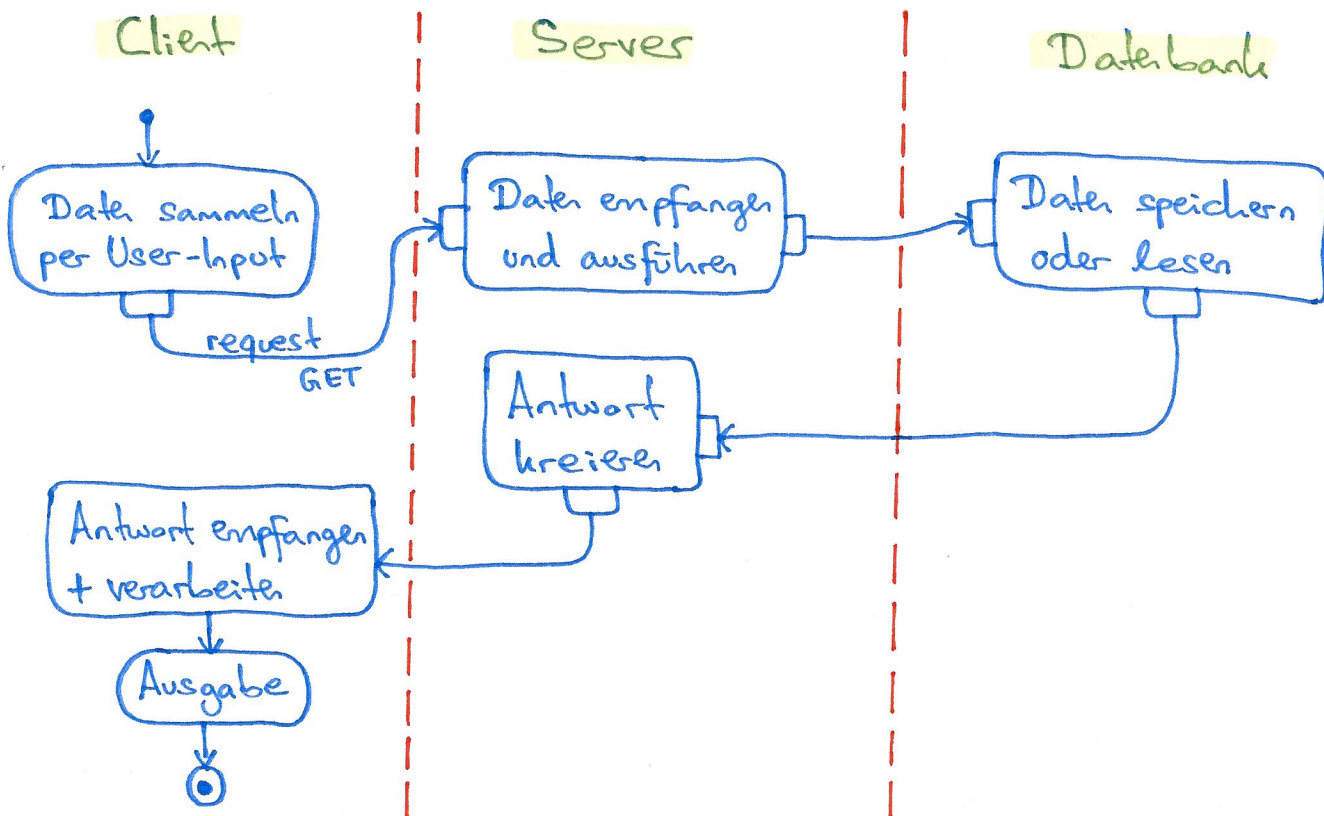 Client
Server
Datenbank
Daten sammeln
per User-Input
request
GET
Daten empfangen
und ausführen
Daten speichern
oder lesen
Antwort
kreieren
Antwort empfangen
+ verarbeiten
Ausgabe